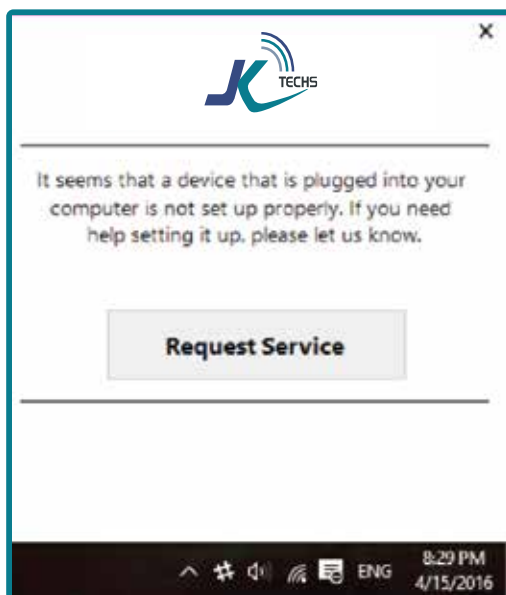 X
JK TECHS
It seems that a device that is plugged into your
computer is not set up properly. If you need
help setting it up, please let us know.
Request Service
ENG
8:29 PM
4/15/2016